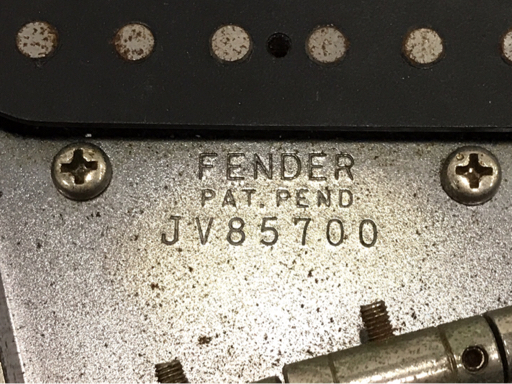 FENDER
PAT. PEND
JV85700